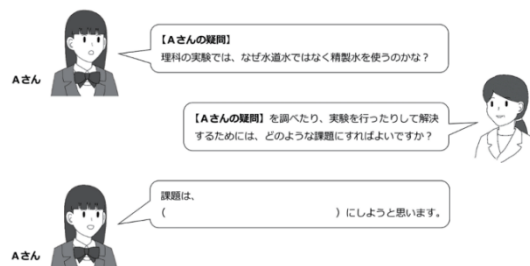 【Aさんの疑問】
理科の実験では、なぜ水道水ではなく精製水を使うのかな？
Aさん
【Aさんの疑問】を調べたり、実験を行ったりして解決
するためには、どのような課題にすればよいですか？
課題は、
（　　　　　　　　　　　　　　　）にしようと思います。
Aさん